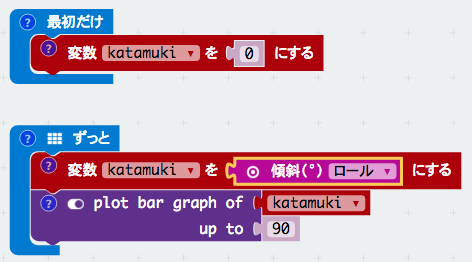 ? 最初だけ
? 変数 katamuki ▼ を 0 にする
? ずっと
? 変数 katamuki ▼ を 傾斜(°) ロール ▼ にする
? plot bar graph of katamuki ▼
up to 90